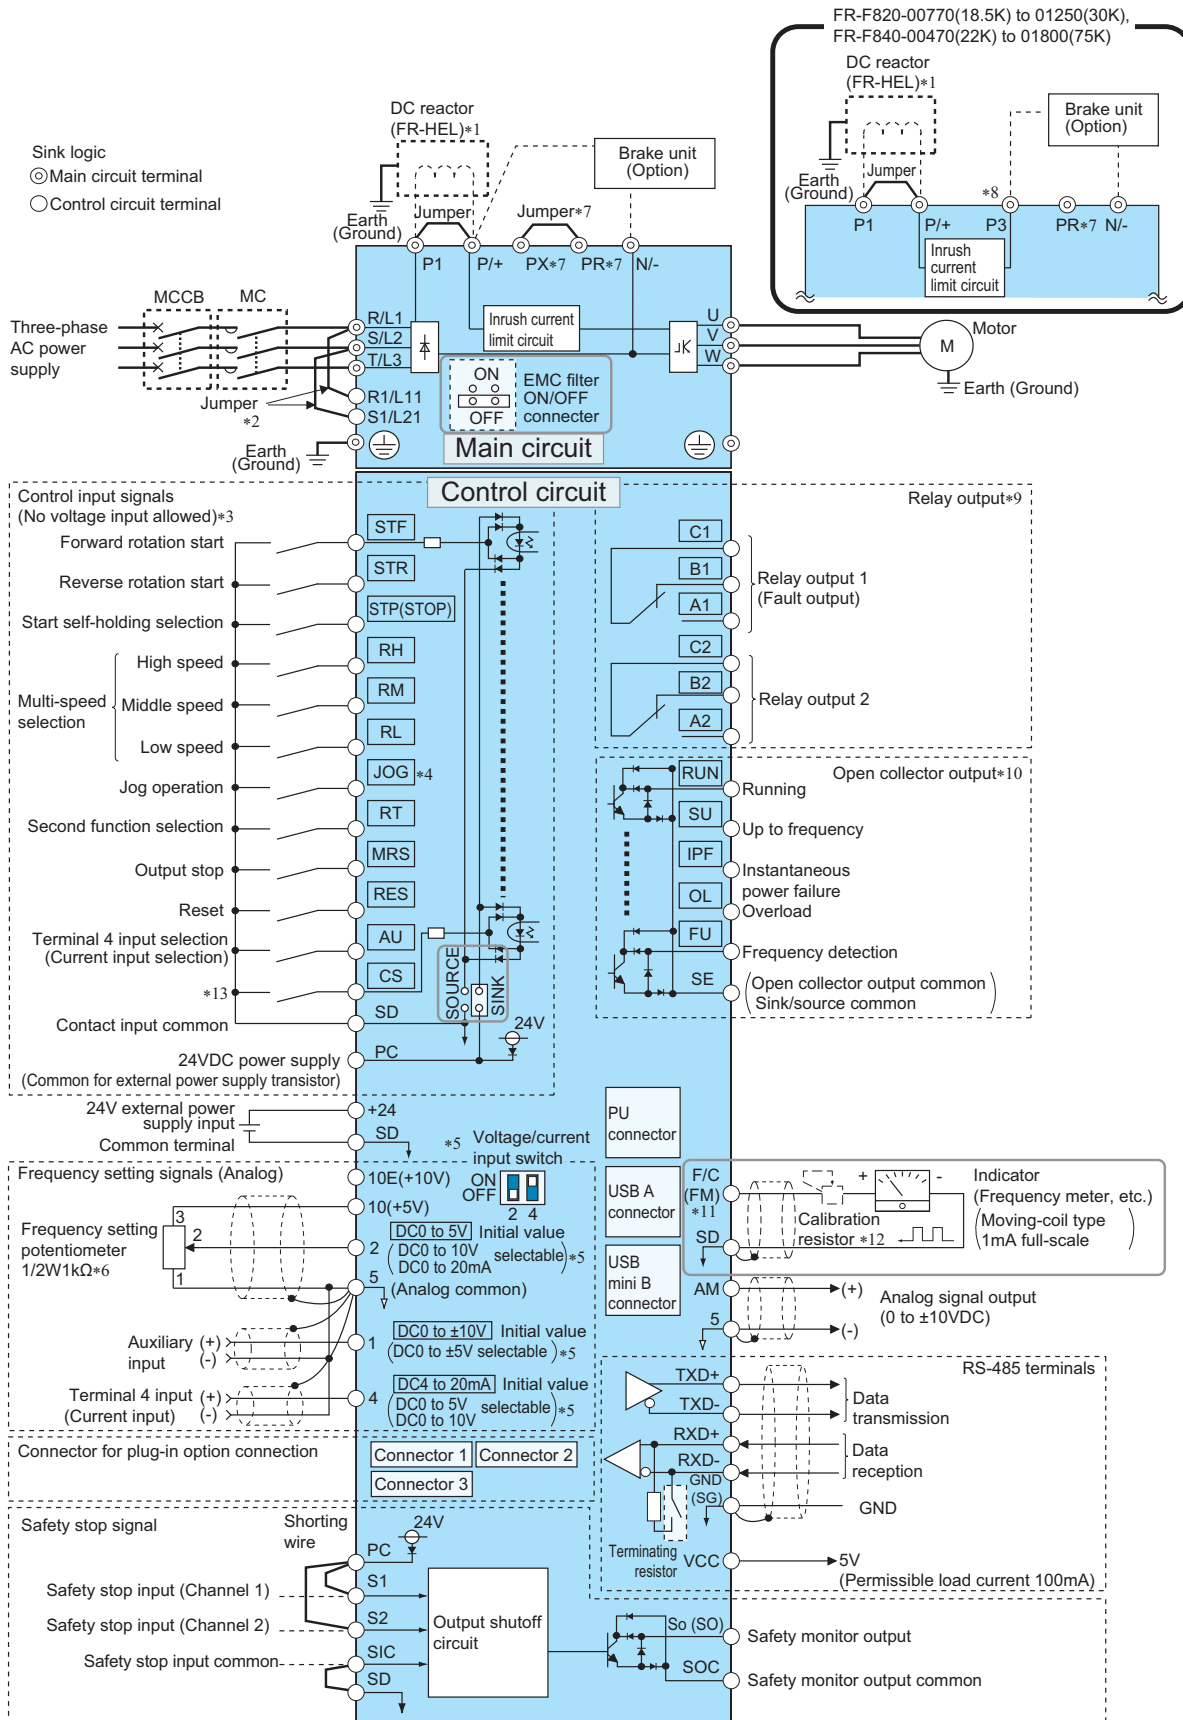 FR-F820-00770(18.5K) to 01250(30K),
FR-F840-00470(22K) to 01800(75K)
DC reactor
(FR-HEL)*1
Brake unit
(Option)
Earth
(Ground)
Jumper
*8
P1
P/+
P3
PR*7
N/-
Inrush
current
limit circuit
Sink logic
Main circuit terminal
Control circuit terminal
DC reactor
(FR-HEL)*1
Brake unit
(Option)
Earth
(Ground)
Jumper
Jumper*7
P1
P/+
PX*7
PR*7
N/-
MCCB
MC
Three-phase
AC power
supply
R/L1
S/L2
T/L3
R1/L11
S1/L21
Jumper
*2
Earth
(Ground)
Inrush current
limit circuit
ON
OFF
EMC filter
ON/OFF
connecter
U
V
W
Motor
M
Earth (Ground)
Main circuit
Control circuit
Control input signals
(No voltage input allowed)*3
Forward rotation start
STF
Reverse rotation start
STR
Start self-holding selection
STP(STOP)
Multi-speed
selection
High speed
RH
Middle speed
RM
Low speed
RL
Jog operation
JOG *4
Second function selection
RT
Output stop
MRS
Reset
RES
Terminal 4 input selection
(Current input selection)
AU
*13
CS
Contact input common
SD
24VDC power supply
(Common for external power supply transistor)
PC
SOURCE
SINK
24V
Relay output*9
C1
B1
A1
Relay output 1
(Fault output)
C2
B2
A2
Relay output 2
Open collector output*10
RUN
Running
SU
Up to frequency
IPF
Instantaneous
power failure
OL
Overload
FU
Frequency detection
SE
Open collector output common
Sink/source common
24V external power
supply input
+24
Common terminal
SD
PU
connector
USB A
connector
USB
mini B
connector
*5
Voltage/current
input switch
ON
OFF
2 4
Frequency setting signals (Analog)
10E(+10V)
10(+5V)
Frequency setting
potentiometer
1/2W1kΩ*6
3
2
1
2
DC0 to 5V Initial value
DC0 to 10V
DC0 to 20mA
selectable
*5
5
(Analog common)
Auxiliary
input
(+)
(-)
1
DC0 to ±10V Initial value
DC0 to ±5V selectable
*5
Terminal 4 input
(Current input)
(+)
(-)
4
DC4 to 20mA Initial value
DC0 to 5V
DC0 to 10V
selectable
*5
F/C
(FM)
*11
SD
+
-
Calibration
resistor *12
Indicator
(Frequency meter, etc.)
Moving-coil type
1mA full-scale
AM
(+)
5
(-)
Analog signal output
(0 to ±10VDC)
RS-485 terminals
TXD+
TXD-
Data
transmission
RXD+
RXD-
Data
reception
GND
(SG)
GND
Terminating
resistor
VCC
5V
(Permissible load current 100mA)
Connector for plug-in option connection
Connector 1
Connector 2
Connector 3
Safety stop signal
Shorting
wire
24V
PC
Safety stop input (Channel 1)
S1
Safety stop input (Channel 2)
S2
Safety stop input common
SIC
SD
Output shutoff
circuit
So (SO)
Safety monitor output
SOC
Safety monitor output common